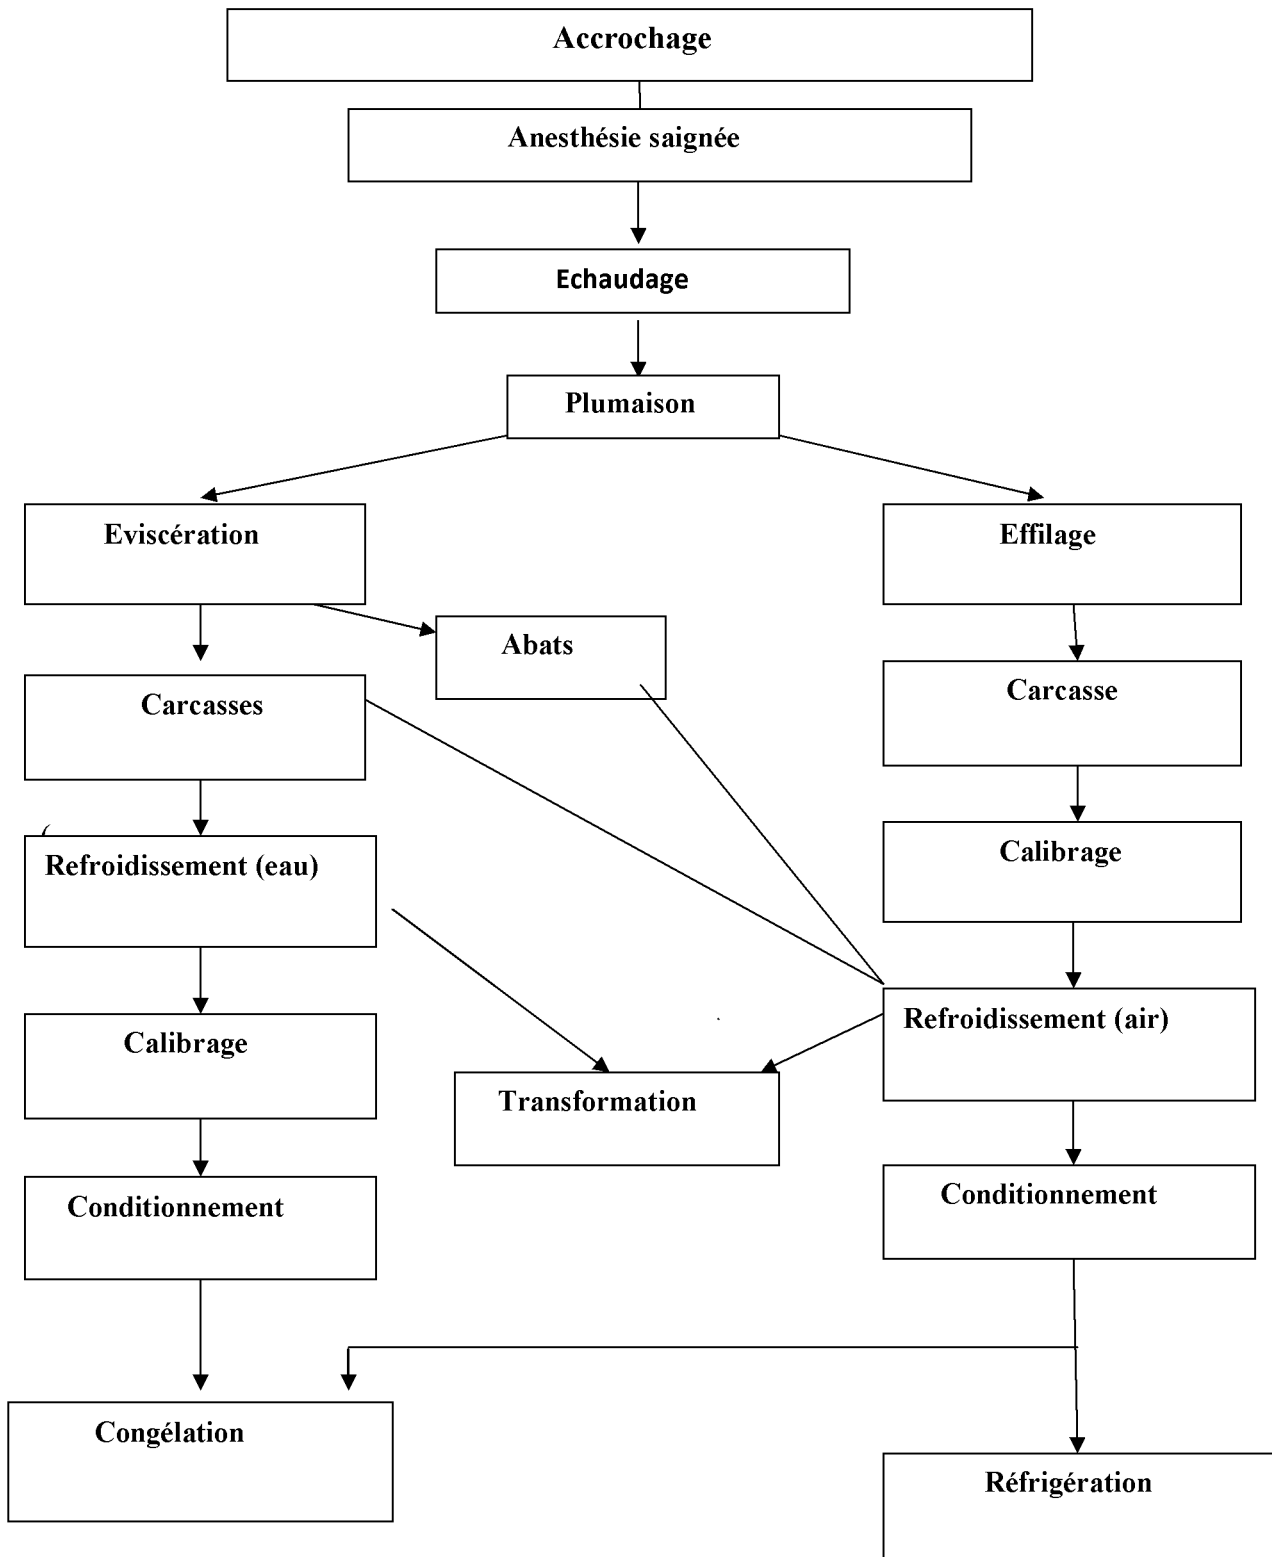 Accrochage
Anesthésie saignée
Echaudage
Plumaison
Eviscération
Effilage
Abats
Carcasses
Carcasse
Calibrage
Refroidissement (eau)
Refroidissement (air)
Calibrage
Transformation
Conditionnement
Conditionnement
Congélation
Réfrigération